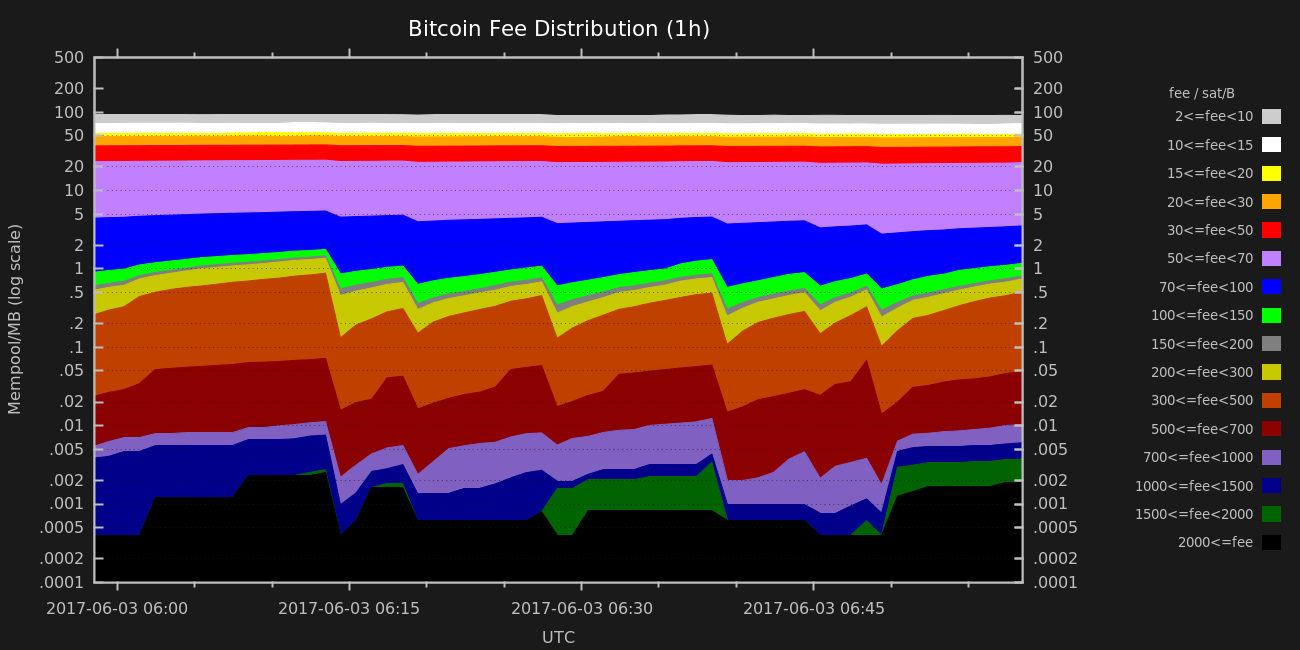 Bitcoin Fee Distribution (1h)
500 500
200 200
100 100
50 50
20 20
10 10
5 5
2 2
1 1
.5 .5
.2 .2
.1 .1
.05 .05
.02 .02
.01 .01
.005 .005
.002 .002
.001 .001
.0005 .0005
.0002 .0002
.0001 .0001
Mempool/MB (log scale)
2017-06-03 06:00 2017-06-03 06:15 2017-06-03 06:30 2017-06-03 06:45
UTC
fee / sat/B
2<=fee<10
10<=fee<15
15<=fee<20
20<=fee<30
30<=fee<50
50<=fee<70
70<=fee<100
100<=fee<150
150<=fee<200
200<=fee<300
300<=fee<500
500<=fee<700
700<=fee<1000
1000<=fee<1500
1500<=fee<2000
2000<=fee